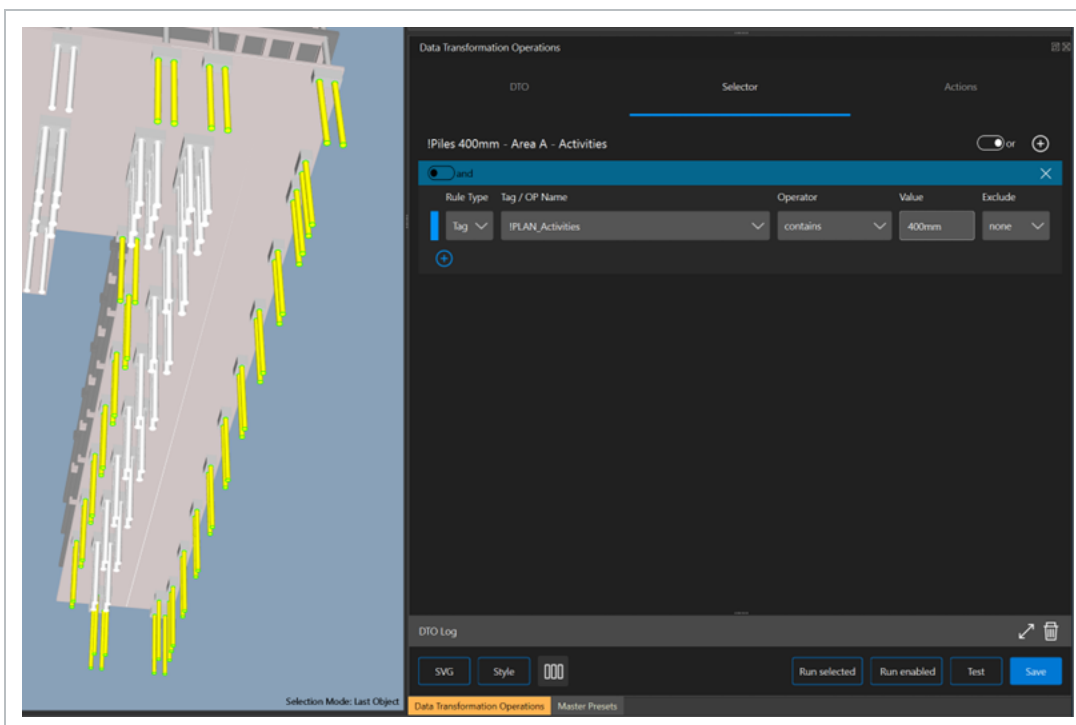 Data Transformation Operations
DTO Selector Actions
!Piles 400mm - Area A - Activities or
and
Rule Type Tag / OP Name Operator Value Exclude
Tag !PLAN_Activities contains 400mm none
DTO Log
SVG Style Run selected Run enabled Test Save
Selection Mode: Last Object
Data Transformation Operations Master Presets